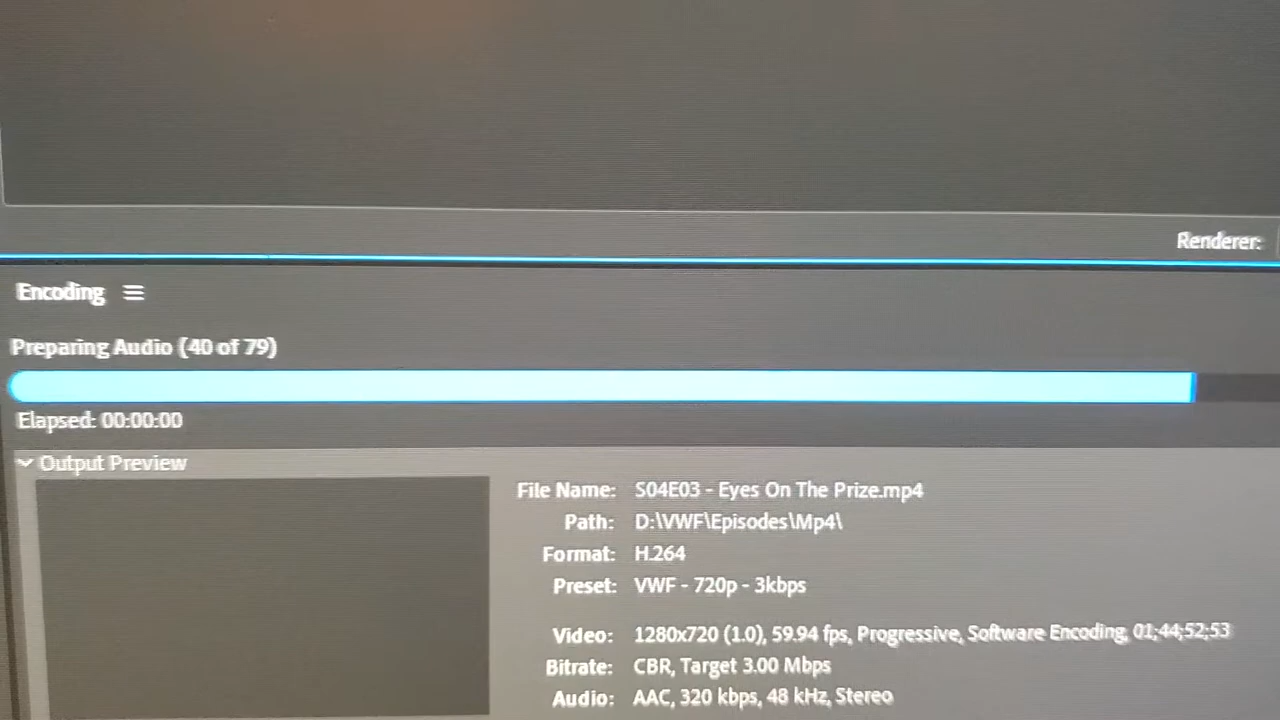 Renderer:
Encoding
Preparing Audio (40 of 79)
Elapsed: 00:00:00
Output Preview
File Name: S04E03 - Eyes On The Prize.mp4
Path: D:\VWF\Episodes\Mp4\
Format: H.264
Preset: VWF - 720p - 3kbps
Video: 1280x720 (1.0), 59.94 fps, Progressive, Software Encoding, 01;44;52;53
Bitrate: CBR, Target 3.00 Mbps
Audio: AAC, 320 kbps, 48 kHz, Stereo